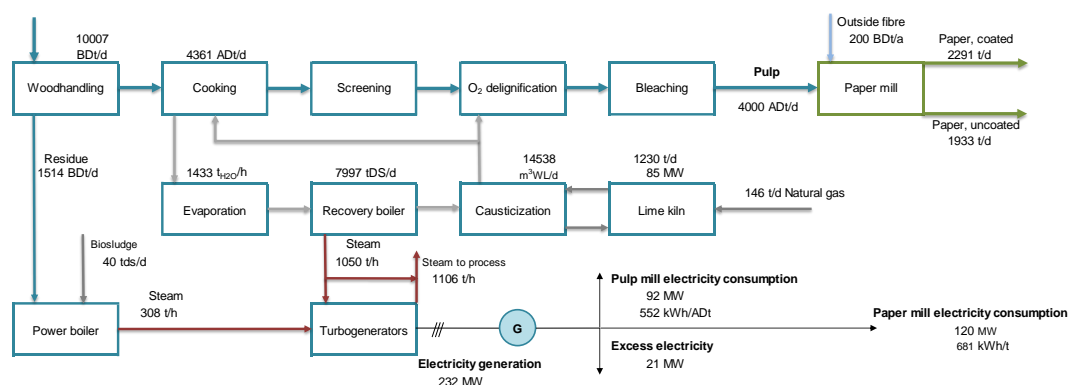 10007
BDt/d
4361 ADt/d
Outside fibre
200 BDt/a
Paper, coated
2291 t/d
Woodhandling
Cooking
Screening
O₂ delignification
Bleaching
Pulp
4000 ADt/d
Paper mill
Paper, uncoated
1933 t/d
Residue
1514 BDt/d
1433 tH2O/h
7997 tDS/d
14538
m³WL/d
1230 t/d
85 MW
146 t/d Natural gas
Evaporation
Recovery boiler
Causticization
Lime kiln
Biosludge
40 tds/d
Steam
1050 t/h
Steam to process
1106 t/h
Steam
308 t/h
Power boiler
Turbogenerators
G
Pulp mill electricity consumption
92 MW
552 kWh/ADt
Paper mill electricity consumption
120 MW
681 kWh/t
Excess electricity
21 MW
Electricity generation
232 MW